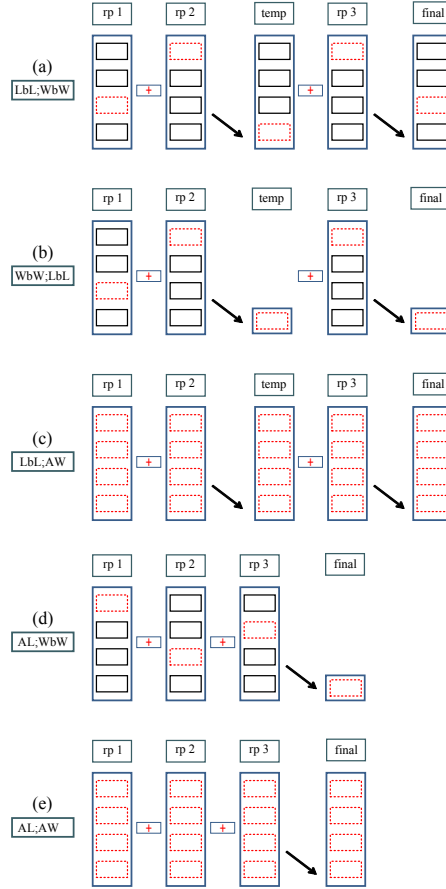 rp 1 rp 2 temp rp 3 final
(a)
LbL;WbW
+ +
rp 1 rp 2 temp rp 3 final
(b)
WbW;LbL
+ +
rp 1 rp 2 temp rp 3 final
(c)
LbL;AW
+ +
rp 1 rp 2 rp 3 final
(d)
AL;WbW
+ +
rp 1 rp 2 rp 3 final
(e)
AL;AW
+ +